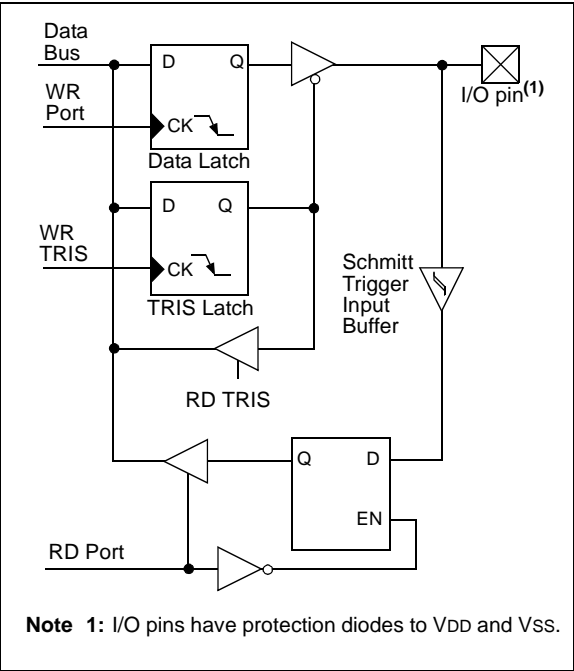 Data
Bus
D Q
I/O pin(1)
WR
Port
CK
Data Latch
D Q
WR
TRIS
CK
TRIS Latch
Schmitt
Trigger
Input
Buffer
RD TRIS
Q D
EN
RD Port
Note 1: I/O pins have protection diodes to VDD and VSS.